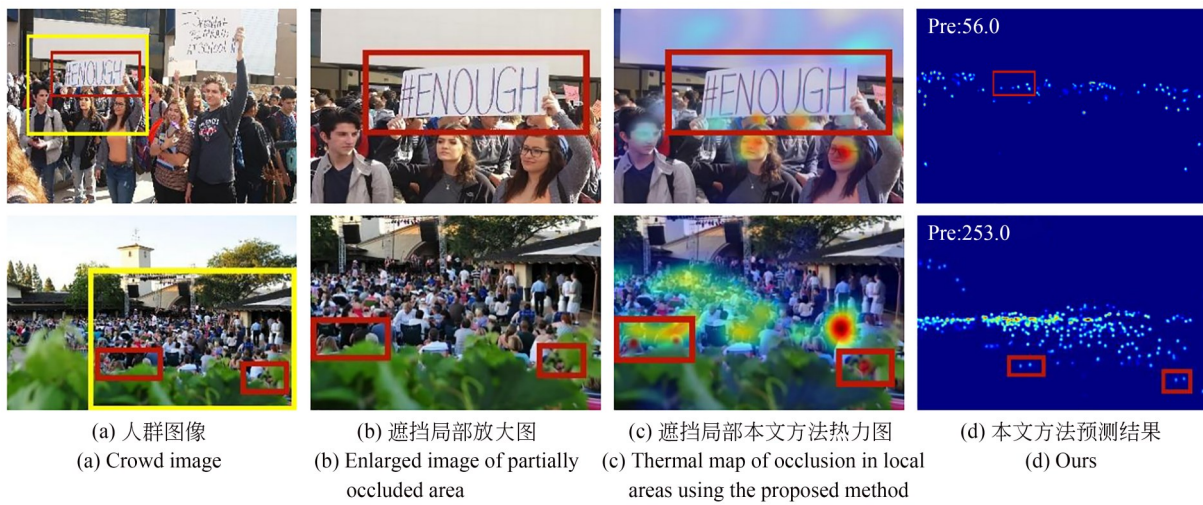 #ENOUGH
#ENOUGH
#ENOUGH
Pre:56.0
Pre:253.0
(a) 人群图像
(b) 遮挡局部放大图
(c) 遮挡局部本文方法热力图
(d) 本文方法预测结果
(a) Crowd image
(b) Enlarged image of partially
occluded area
(c) Thermal map of occlusion in local
areas using the proposed method
(d) Ours